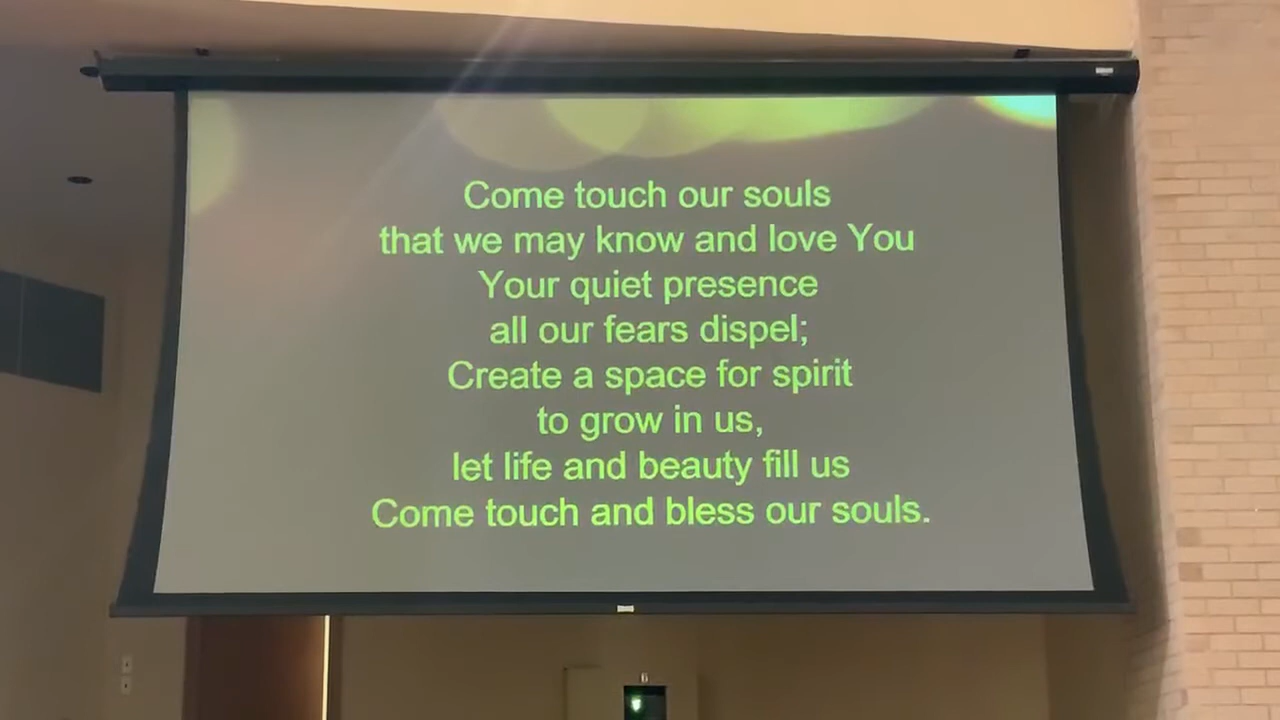 Come touch our souls
that we may know and love You
Your quiet presence
all our fears dispel;
Create a space for spirit
to grow in us,
let life and beauty fill us
Come touch and bless our souls.